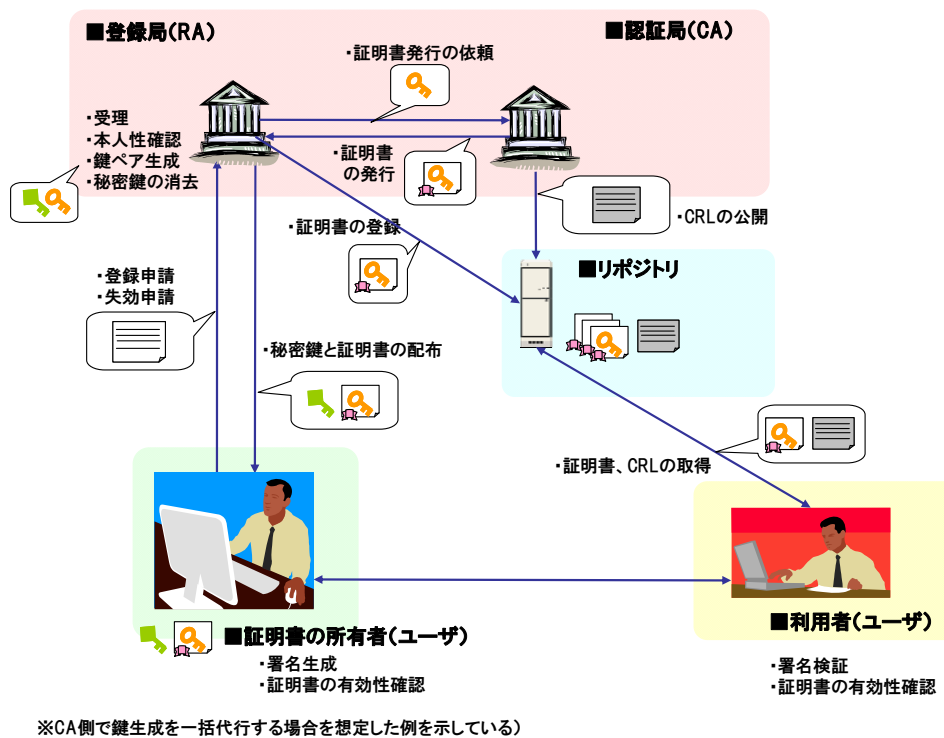 ■登録局(RA)
■認証局(CA)
・証明書発行の依頼
・受理
・本人性確認
・鍵ペア生成
・秘密鍵の消去
・証明書
の発行
・CRLの公開
・証明書の登録
■リポジトリ
・登録申請
・失効申請
・秘密鍵と証明書の配布
・証明書、CRLの取得
■証明書の所有者(ユーザ)
・署名生成
・証明書の有効性確認
■利用者(ユーザ)
・署名検証
・証明書の有効性確認
※CA側で鍵生成を一括代行する場合を想定した例を示している)